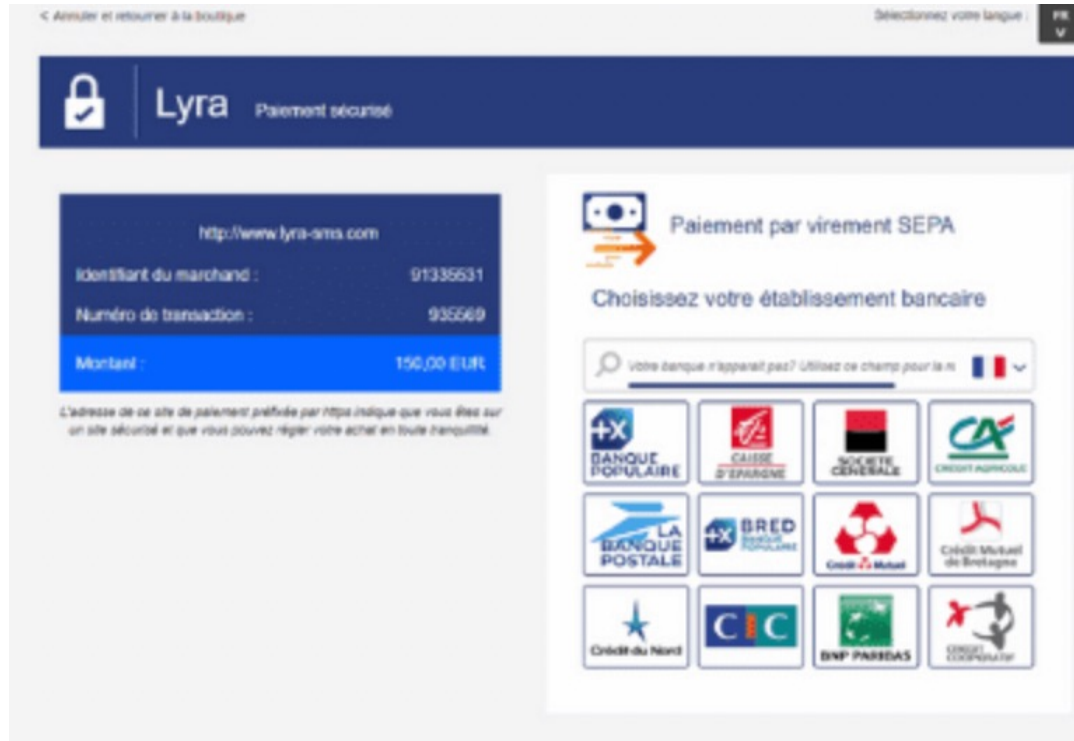 < Annuler et retourner à la boutique
Sélectionnez votre langue :
FR
Lyra Paiement sécurisé
http://www.lyra-sms.com
Identifiant du marchand : 91335531
Numéro de transaction : 935569
Montant : 150,00 EUR
L'adresse de ce site de paiement préfixée par https indique que vous êtes sur
un site sécurisé et que vous pouvez régler votre achat en toute tranquillité.
Paiement par virement SEPA
Choisissez votre établissement bancaire
Votre banque n'apparait pas? Utilisez ce champ pour la
+X
BANQUE
POPULAIRE
CAISSE
D'EPARGNE
SOCIETE
GENERALE
CA
CREDIT AGRICOLE
LA
BANQUE
POSTALE
+X BRED
BANQUE
POPULAIRE
Crédit Mutuel
Crédit Mutuel
de Bretagne
Crédit du Nord
CIC
BNP PARIBAS
CREDIT
COOPERATIF